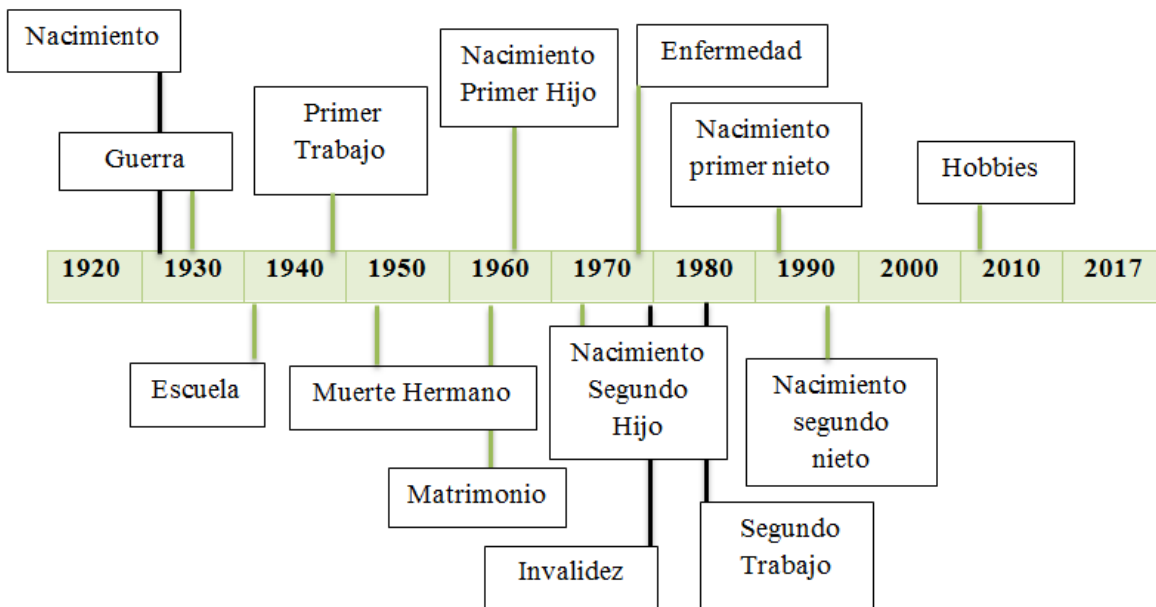 Nacimiento
Guerra
Primer
Trabajo
Nacimiento
Primer Hijo
Enfermedad
Nacimiento
primer nieto
Hobbies
1920 1930 1940 1950 1960 1970 1980 1990 2000 2010 2017
Escuela
Muerte Hermano
Matrimonio
Nacimiento
Segundo
Hijo
Invalidez
Segundo
Trabajo
Nacimiento
segundo
nieto